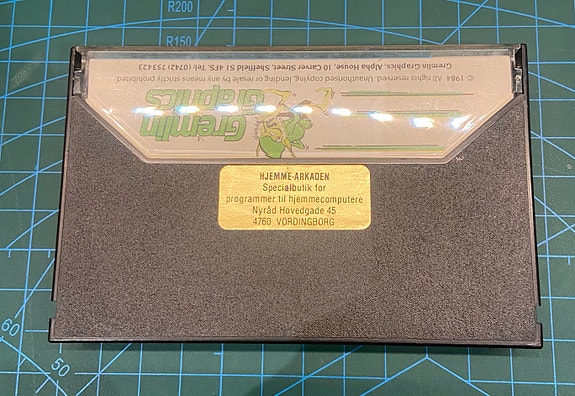 R200
R150
Gremlin Graphics, Alpha House, 10 Carver Street, Sheffield S1 4FS. Tel: (0742) 753423
© 1984 All rights reserved. Unauthorised copying, lending, or resale by any means strictly prohibited
Gremlin
Graphics
HJEMME-ARKADEN
Specialbutik for
programmer til hjemmecomputere
Nyråd Hovedgade 45
4760 VORDINGBORG
60
50